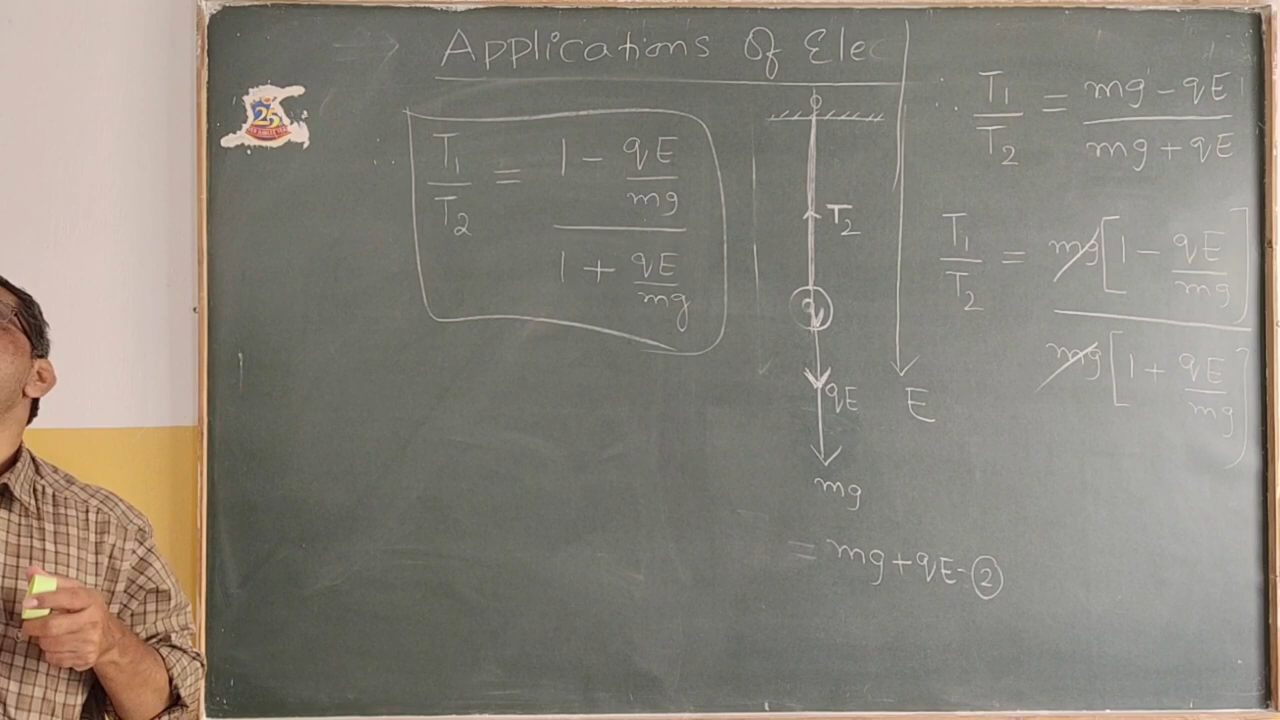 Applications Of Elec
T1/T2 = (1 - qE/mg) / (1 + qE/mg)
25
T2
q
qE
mg
E
= mg + qE - ②
∴ T1/T2 = (mg - qE) / (mg + qE)
T1/T2 = mg[1 - qE/mg] / mg[1 + qE/mg]